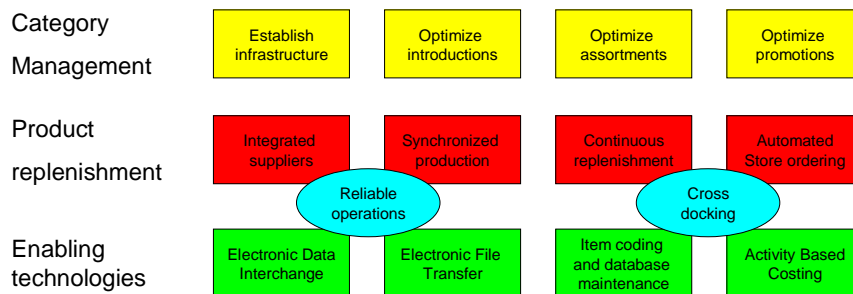 Category
Management
Establish
infrastructure
Optimize
introductions
Optimize
assortments
Optimize
promotions
Product
replenishment
Integrated
suppliers
Synchronized
production
Continuous
replenishment
Automated
Store ordering
Reliable
operations
Cross
docking
Enabling
technologies
Electronic Data
Interchange
Electronic File
Transfer
Item coding
and database
maintenance
Activity Based
Costing